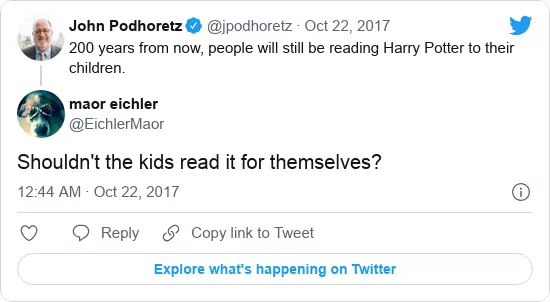 John Podhoretz @jpodhoretz · Oct 22, 2017
200 years from now, people will still be reading Harry Potter to their
children.
maor eichler
@EichlerMaor
Shouldn't the kids read it for themselves?
12:44 AM · Oct 22, 2017
Reply Copy link to Tweet
Explore what's happening on Twitter